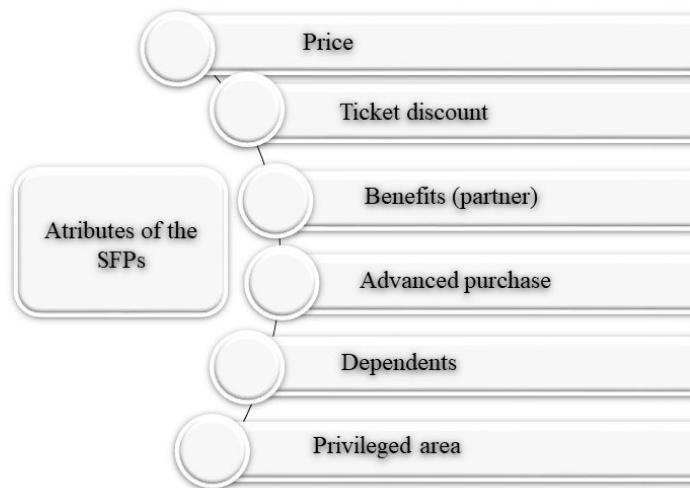 Price
Ticket discount
Benefits (partner)
Atributes of the
SFPs
Advanced purchase
Dependents
Privileged area